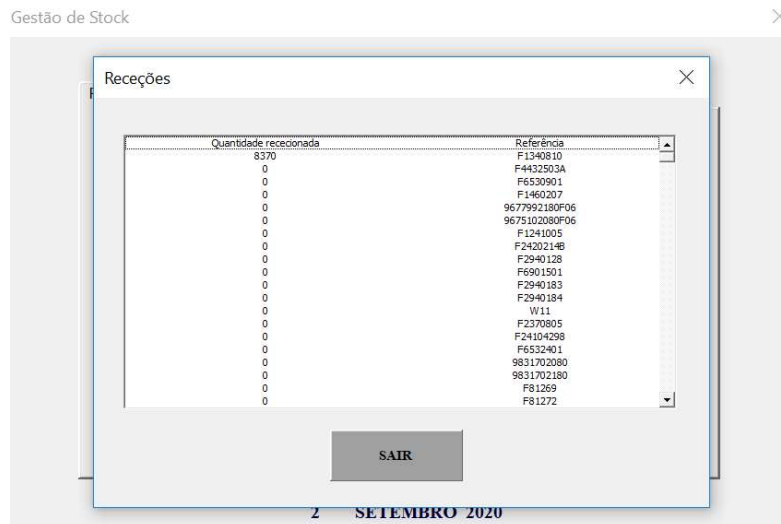 Gestão de Stock
Receções
Quantidade rececionada Referência
8370 F1340810
0 F4432503A
0 F6530901
0 F1460207
0 9677992180F06
0 9675102080F06
0 F1241005
0 F2420214B
0 F2940128
0 F6901501
0 F2940183
0 F2940184
0 W11
0 F2370805
0 F24104298
0 F6532401
0 9831702080
0 9831702180
0 F81269
0 F81272
SAIR
2 SETEMBRO 2020